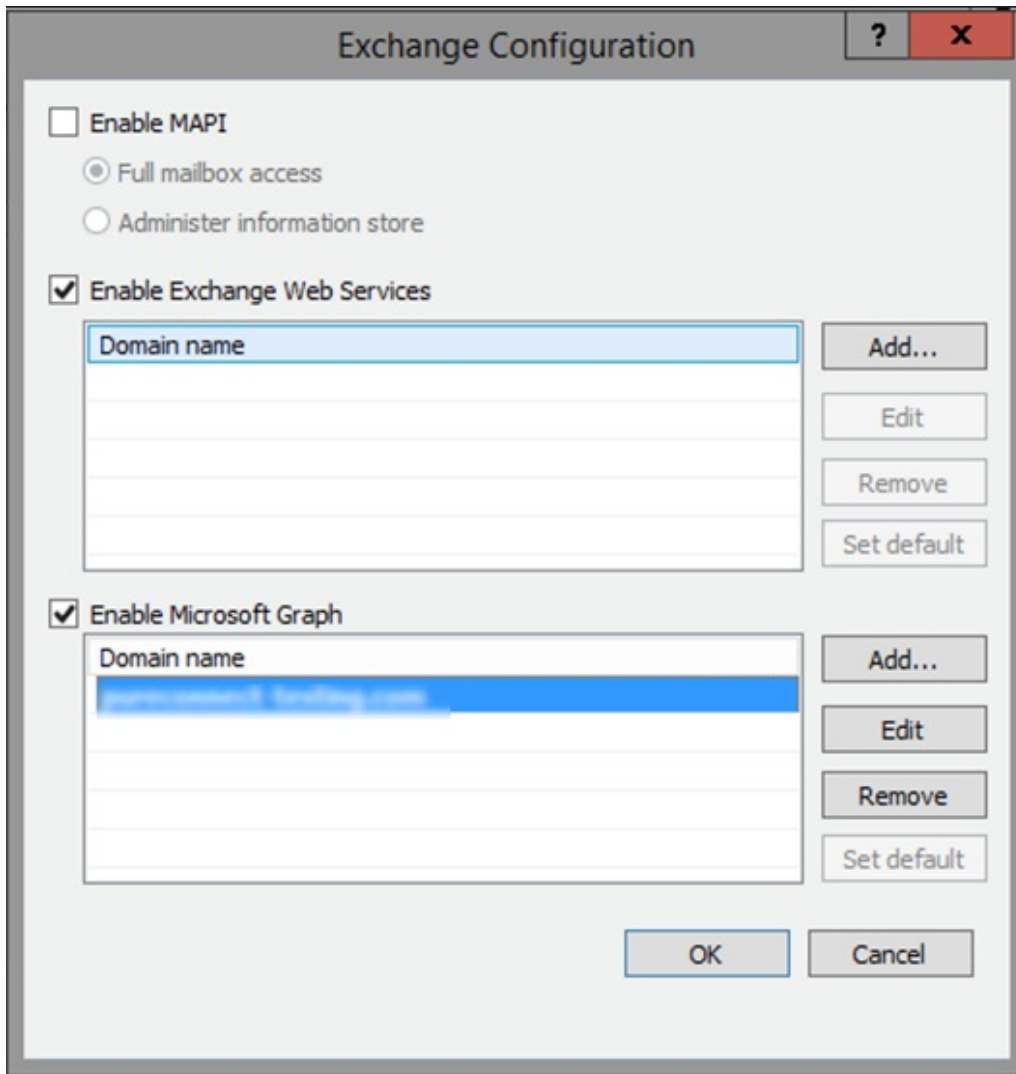 Exchange Configuration
?
x
Enable MAPI
Full mailbox access
Administer information store
Enable Exchange Web Services
Domain name
Add...
Edit
Remove
Set default
Enable Microsoft Graph
Domain name
Add...
Edit
Remove
Set default
OK
Cancel